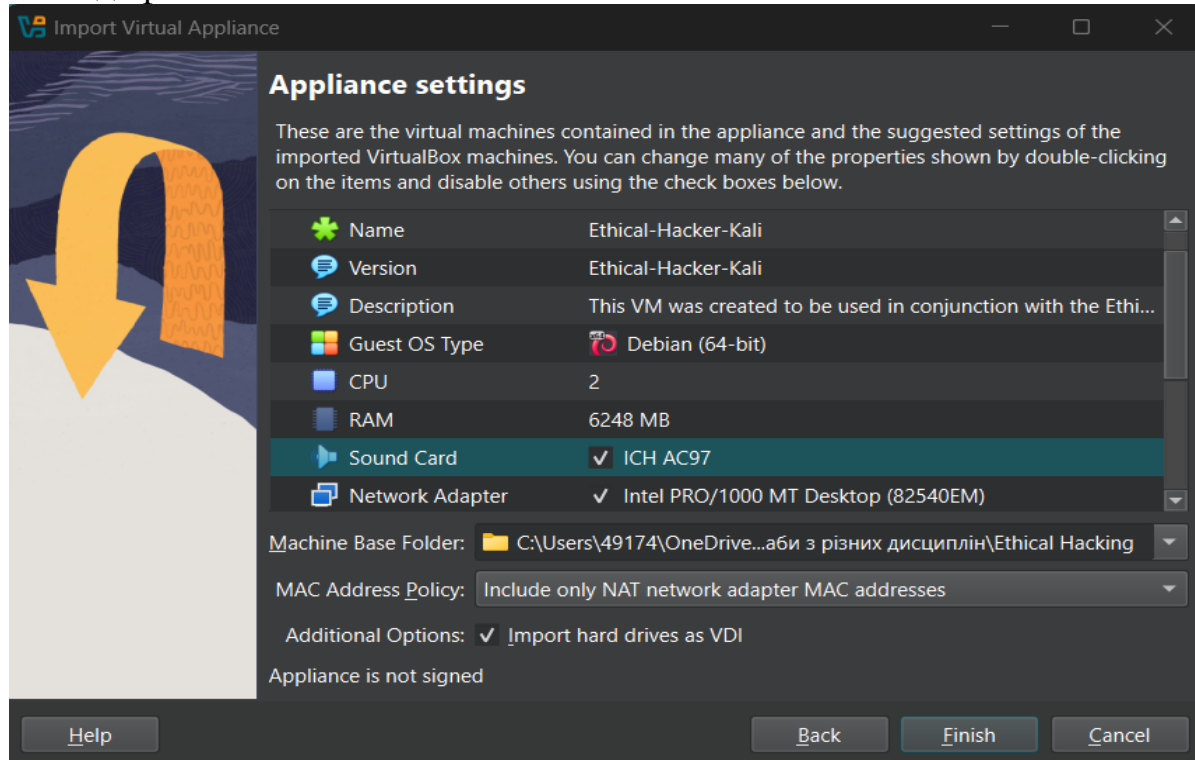 Import Virtual Appliance
Appliance settings
These are the virtual machines contained in the appliance and the suggested settings of the
imported VirtualBox machines. You can change many of the properties shown by double-clicking
on the items and disable others using the check boxes below.
Name Ethical-Hacker-Kali
Version Ethical-Hacker-Kali
Description This VM was created to be used in conjunction with the Ethi...
Guest OS Type Debian (64-bit)
CPU 2
RAM 6248 MB
Sound Card ICH AC97
Network Adapter Intel PRO/1000 MT Desktop (82540EM)
Machine Base Folder: C:\Users\49174\OneDrive...аби з різних дисциплін\Ethical Hacking
MAC Address Policy: Include only NAT network adapter MAC addresses
Additional Options: Import hard drives as VDI
Appliance is not signed
Help Back Finish Cancel